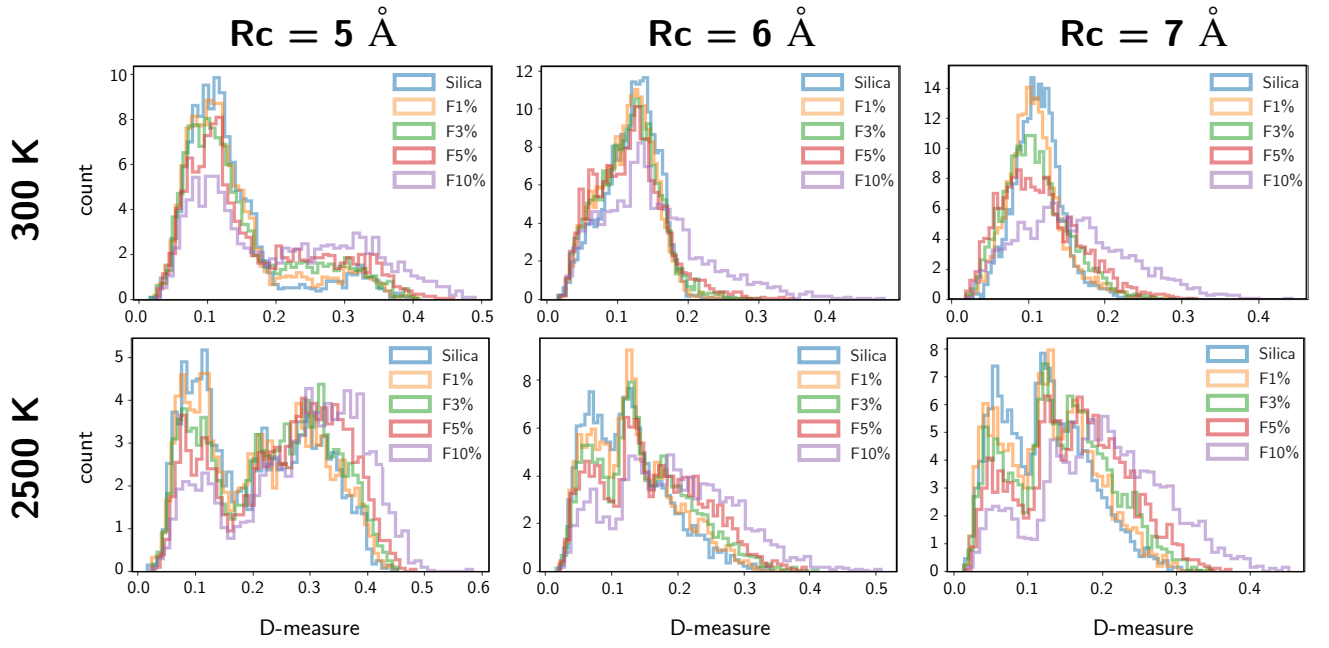 Rc = 5 Å Rc = 6 Å Rc = 7 Å
300 K
count
10
8
6
4
2
0
0.0 0.1 0.2 0.3 0.4 0.5
Silica
F1%
F3%
F5%
F10%
12
10
8
6
4
2
0
0.0 0.1 0.2 0.3 0.4
Silica
F1%
F3%
F5%
F10%
14
12
10
8
6
4
2
0
0.0 0.1 0.2 0.3 0.4
Silica
F1%
F3%
F5%
F10%
2500 K
count
5
4
3
2
1
0
0.0 0.1 0.2 0.3 0.4 0.5 0.6
D-measure
Silica
F1%
F3%
F5%
F10%
8
6
4
2
0
0.0 0.1 0.2 0.3 0.4 0.5
D-measure
Silica
F1%
F3%
F5%
F10%
8
7
6
5
4
3
2
1
0
0.0 0.1 0.2 0.3 0.4
D-measure
Silica
F1%
F3%
F5%
F10%